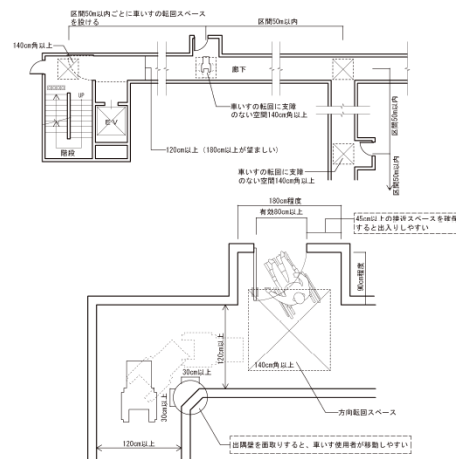 区間50m以内ごとに車いすの転回スペース
を設ける
区間50m以内
140cm角以上
廊下
UP
EV
階段
車いすの転回に支障
のない空間140cm角以上
120cm以上（180cm以上が望ましい）
区間50m以内
区間50m以内
車いすの転回に支障
のない空間140cm角以上
180cm程度
有効80cm以上
45cm以上の接近スペースを確保
すると出入りしやすい
90cm程度
120cm以上
140cm角以上
30cm以上
30cm以上
方向転回スペース
120cm以上
出隅壁を面取りすると、車いす使用者が移動しやすい